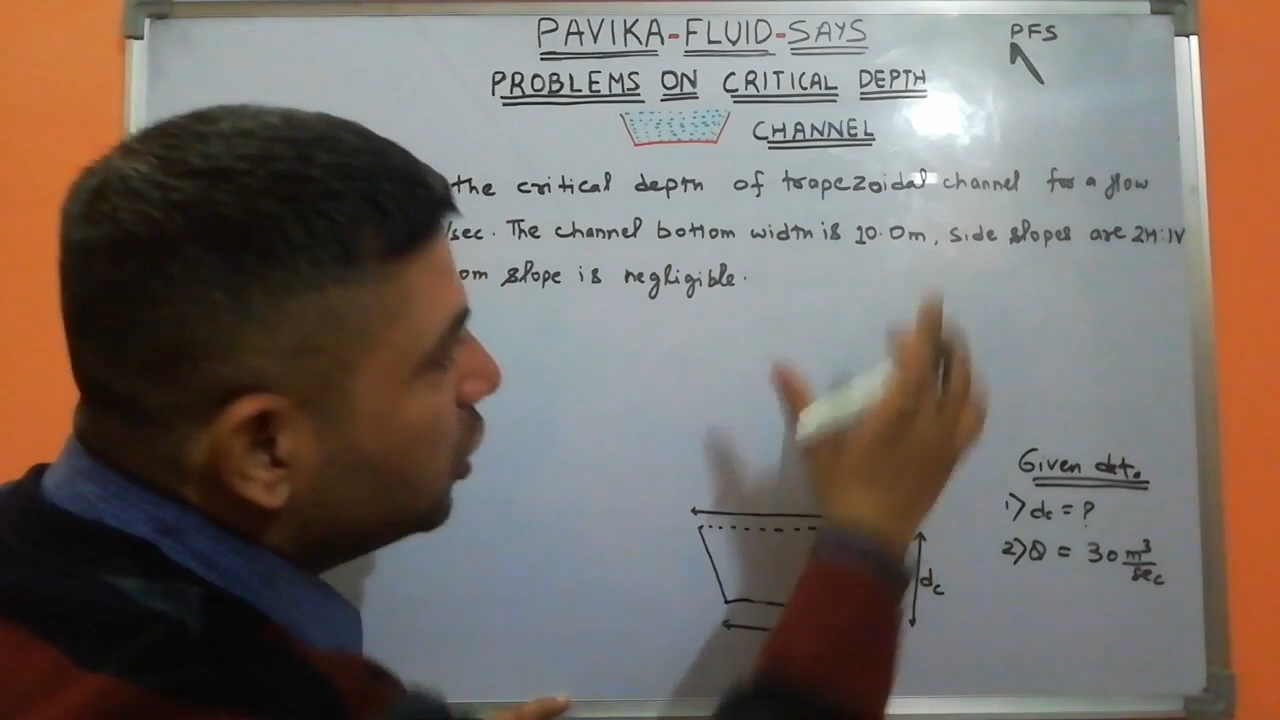 PAVIKA-FLUID-SAYS
PFS
PROBLEMS ON CRITICAL DEPTH
CHANNEL
the critical depth of trapezoidal channel for a flow
/sec. The channel bottom width is 10.0m, side slopes are 2H:1V
om slope is negligible.
Given dt.
1) dc = ?
2) Q = 30 m³/sec
dc